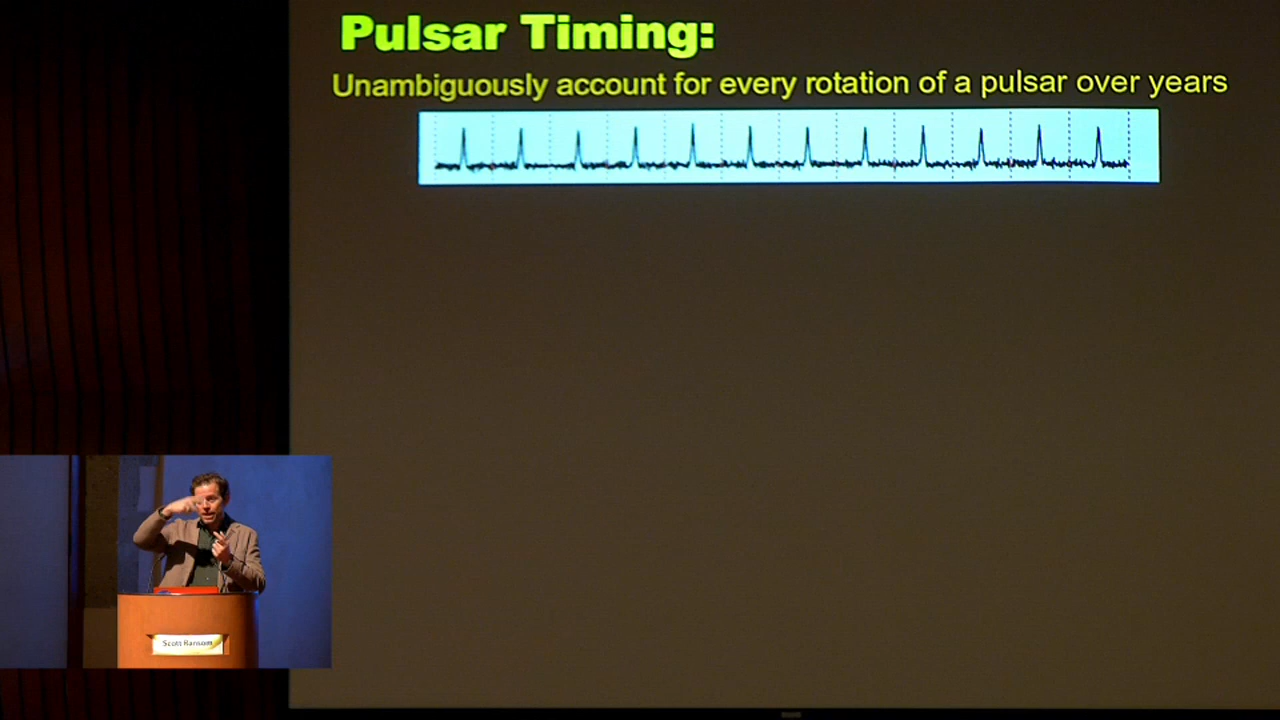 Pulsar Timing:
Unambiguously account for every rotation of a pulsar over years
Scott Ransom